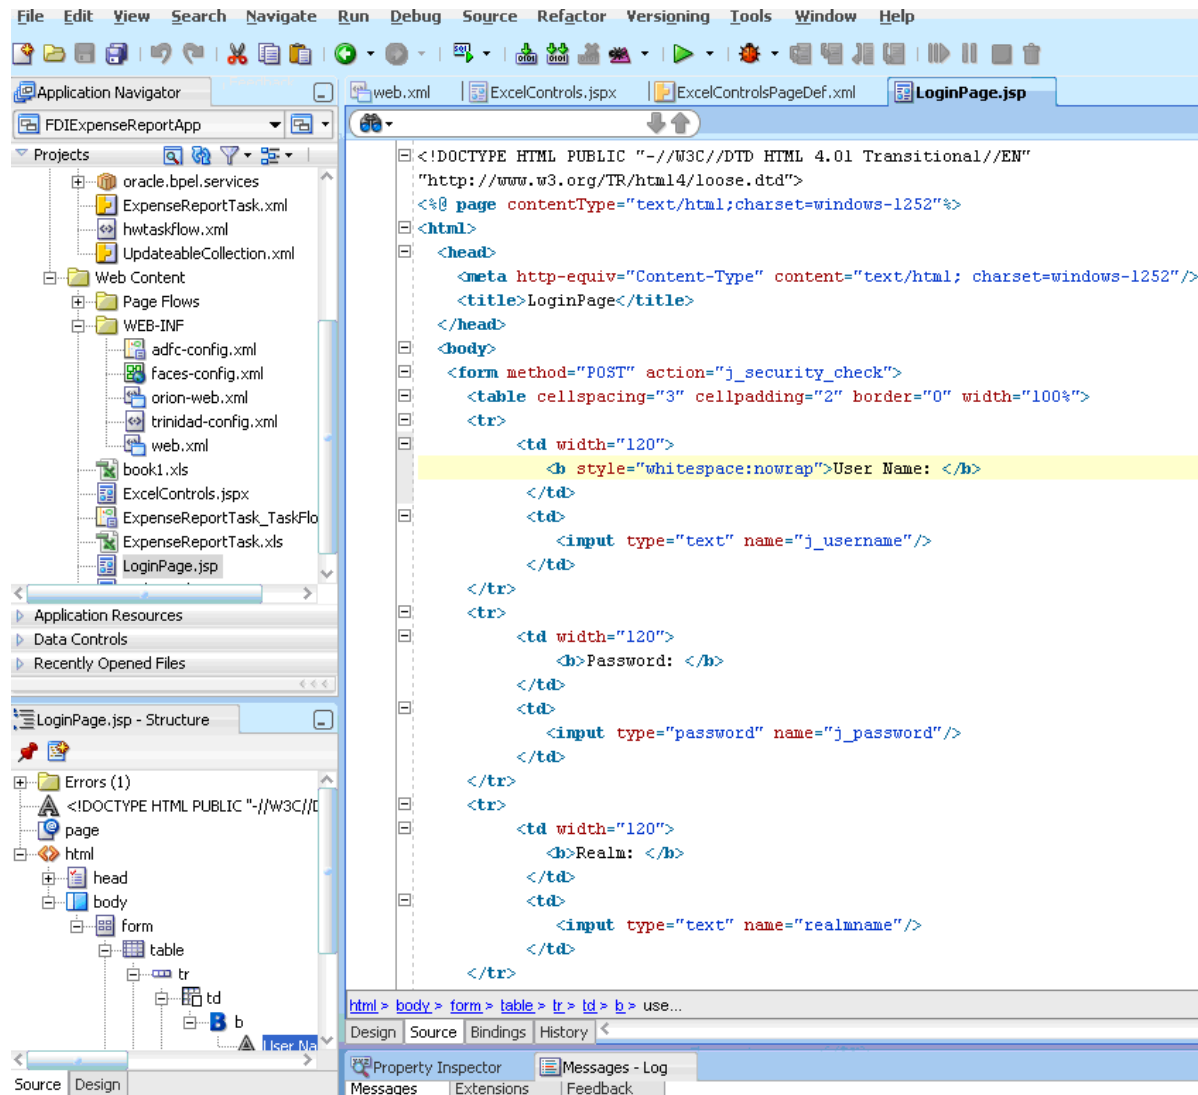 File Edit View Search Navigate Run Debug Source Refactor Versioning Tools Window Help
Application Navigator
FDIExpenseReportApp
Projects
oracle.bpel.services
ExpenseReportTask.xml
hwtaskflow.xml
UpdateableCollection.xml
Web Content
Page Flows
WEB-INF
adfc-config.xml
faces-config.xml
orion-web.xml
trinidad-config.xml
web.xml
book1.xls
ExcelControls.jspx
ExpenseReportTask_TaskFlo
ExpenseReportTask.xls
LoginPage.jsp
Application Resources
Data Controls
Recently Opened Files
LoginPage.jsp - Structure
Errors (1)
<!DOCTYPE HTML PUBLIC "-//W3C//D
page
html
head
body
form
table
tr
td
b
User Na
Source Design
web.xml ExcelControls.jspx ExcelControlsPageDef.xml LoginPage.jsp
<!DOCTYPE HTML PUBLIC "-//W3C//DTD HTML 4.01 Transitional//EN"
"http://www.w3.org/TR/html4/loose.dtd">
<%@ page contentType="text/html;charset=windows-1252"%>
<html>
<head>
<meta http-equiv="Content-Type" content="text/html; charset=windows-1252"/>
<title>LoginPage</title>
</head>
<body>
<form method="POST" action="j_security_check">
<table cellspacing="3" cellpadding="2" border="0" width="100%">
<tr>
<td width="120">
<b style="whitespace:nowrap">User Name: </b>
</td>
<td>
<input type="text" name="j_username"/>
</td>
</tr>
<tr>
<td width="120">
<b>Password: </b>
</td>
<td>
<input type="password" name="j_password"/>
</td>
</tr>
<tr>
<td width="120">
<b>Realm: </b>
</td>
<td>
<input type="text" name="realmname"/>
</td>
</tr>
html > body > form > table > tr > td > b > use...
Design Source Bindings History
Property Inspector Messages - Log
Messages Extensions Feedback